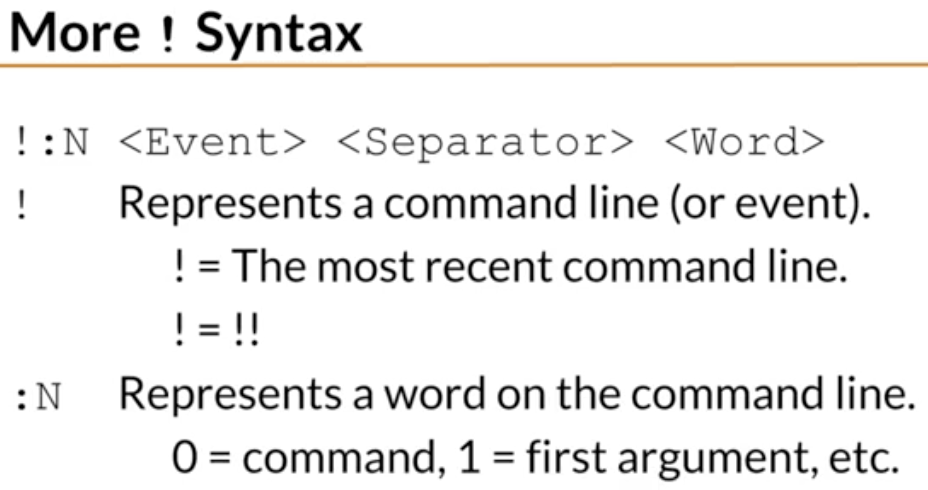 More ! Syntax
!:N <Event> <Separator> <Word>
! Represents a command line (or event).
! = The most recent command line.
! = !!
:N Represents a word on the command line.
0 = command, 1 = first argument, etc.